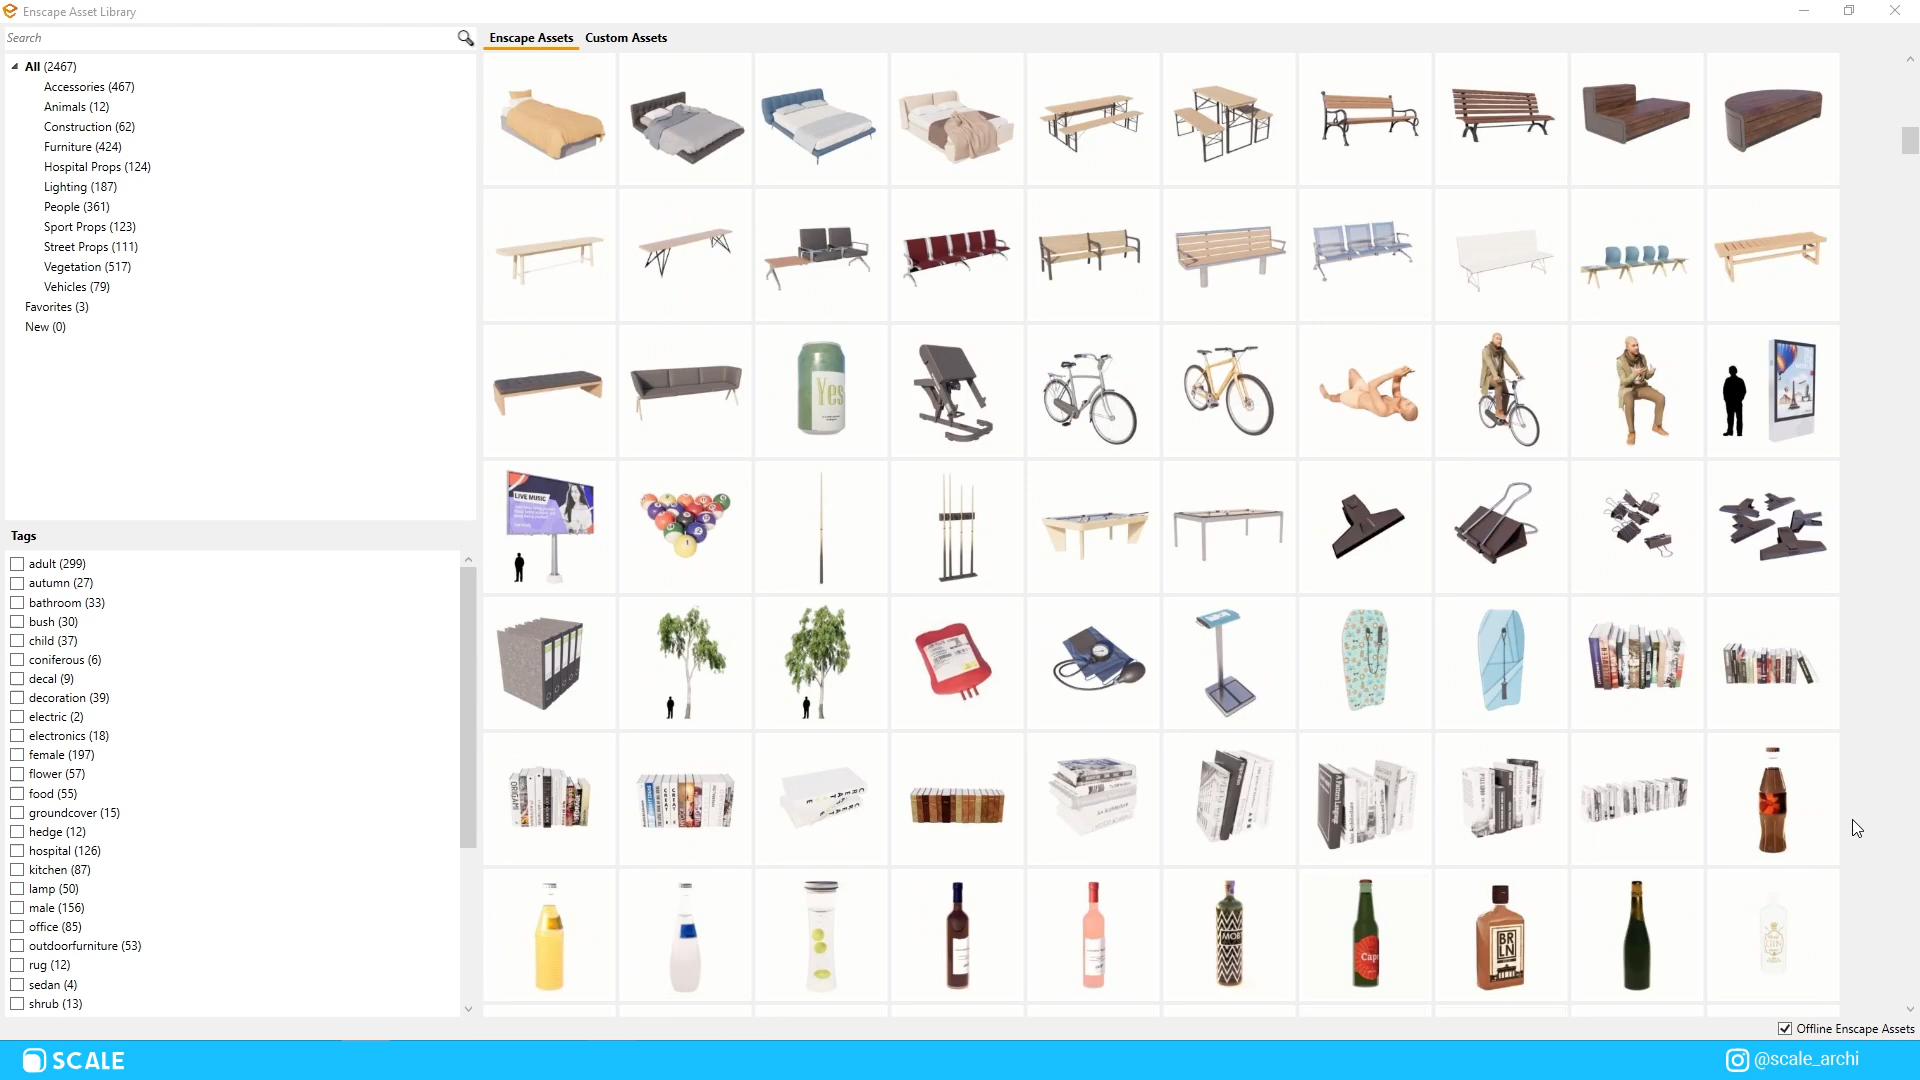 Enscape Asset Library
Search
Enscape Assets
Custom Assets
All (2467)
Accessories (467)
Animals (12)
Construction (62)
Furniture (424)
Hospital Props (124)
Lighting (187)
People (361)
Sport Props (123)
Street Props (111)
Vegetation (517)
Vehicles (79)
Favorites (3)
New (0)
Yes
LIVE MUSIC
Tags
adult (299)
autumn (27)
bathroom (33)
bush (30)
child (37)
coniferous (6)
decal (9)
decoration (39)
electric (2)
electronics (18)
female (197)
flower (57)
food (55)
groundcover (15)
hedge (12)
hospital (126)
kitchen (87)
lamp (50)
male (156)
office (85)
outdoorfurniture (53)
rug (12)
sedan (4)
shrub (13)
MOBY
Cap
BR
LN
Offline Enscape Assets
SCALE
@scale_archi